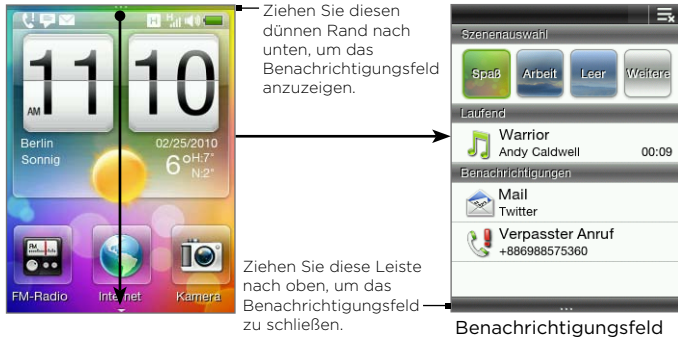 11 10
AM
Berlin
Sonnig
02/25/2010
6° H:7°
N:2°
FM-Radio
Internet
Kamera
Ziehen Sie diesen
dünnen Rand nach
unten, um das
Benachrichtigungsfeld
anzuzeigen.
Ziehen Sie diese Leiste
nach oben, um das
Benachrichtigungsfeld
zu schließen.
Szenenauswahl
Spaß Arbeit Leer Weitere
Laufend
Warrior
Andy Caldwell 00:09
Benachrichtigungen
Mail
Twitter
Verpasster Anruf
+886988575360
Benachrichtigungsfeld